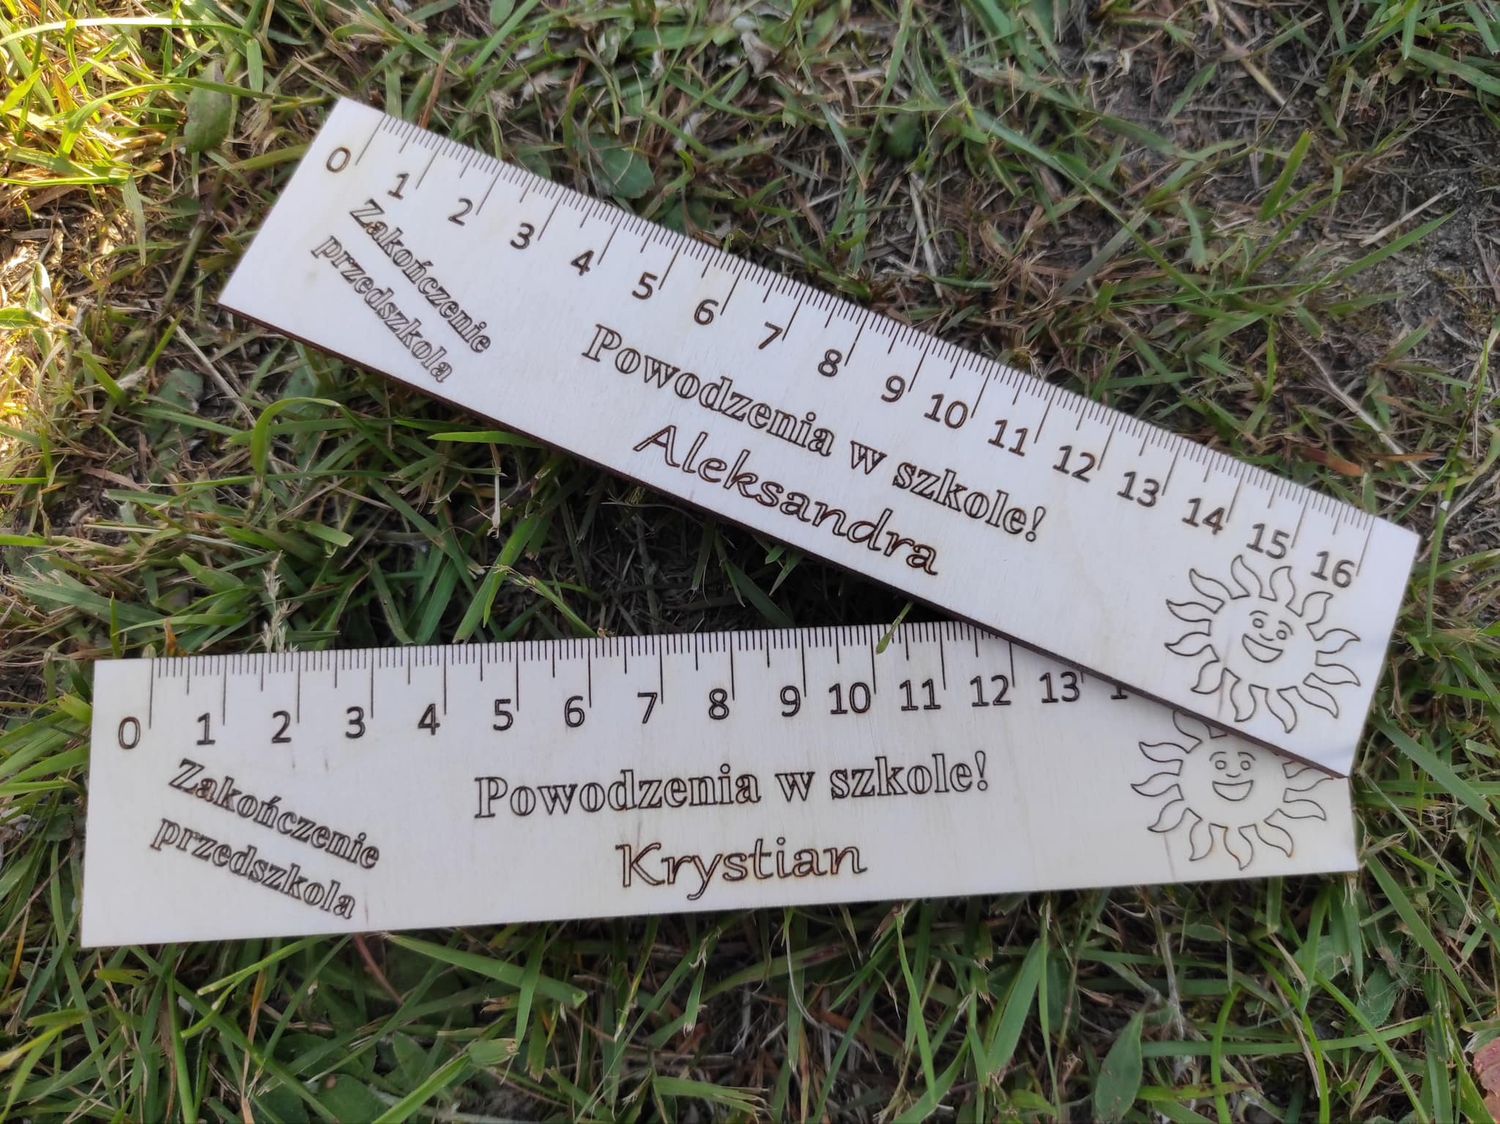 0 1 2 3 4 5 6 7 8 9 10 11 12 13 14 15 16
Zakończenie
przedszkola
Powodzenia w szkole!
Aleksandra
0 1 2 3 4 5 6 7 8 9 10 11 12 13
Zakończenie
przedszkola
Powodzenia w szkole!
Krystian